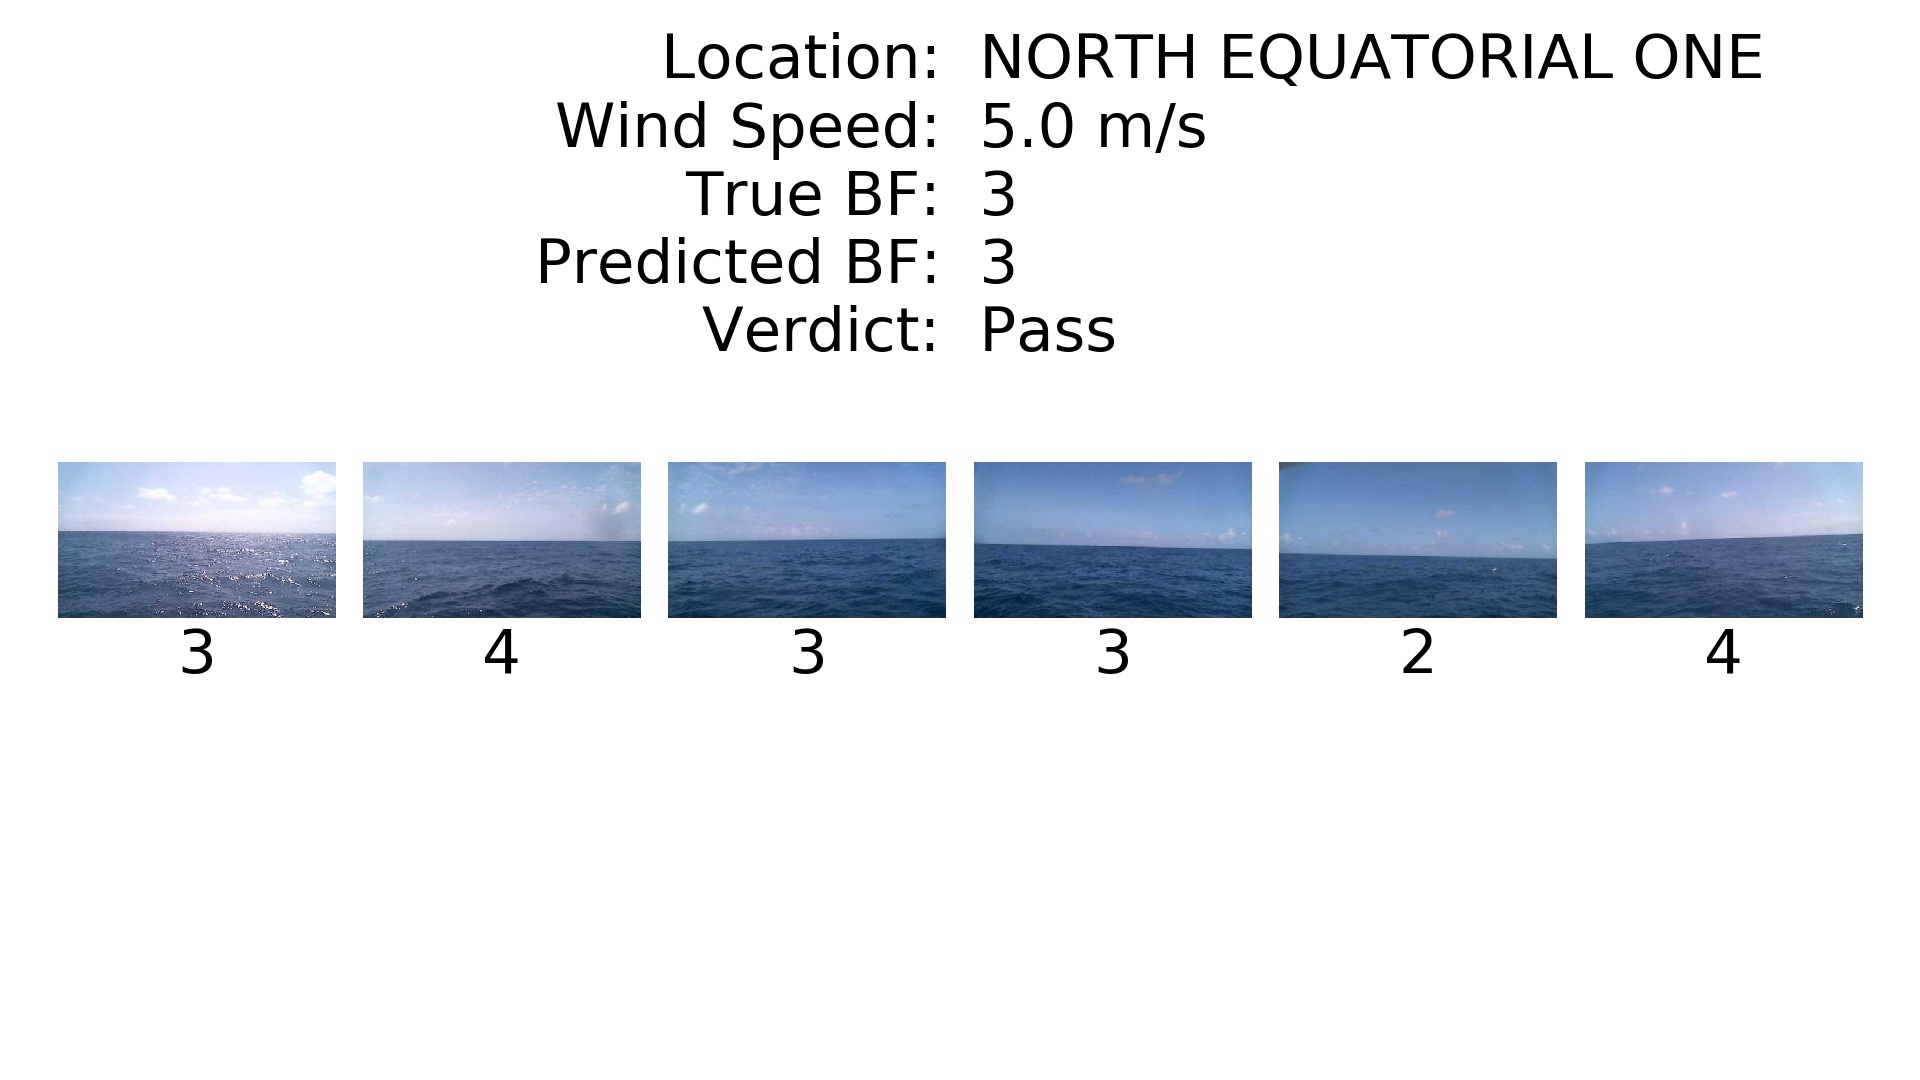 Location: NORTH EQUATORIAL ONE
Wind Speed: 5.0 m/s
True BF: 3
Predicted BF: 3
Verdict: Pass
3 4 3 3 2 4